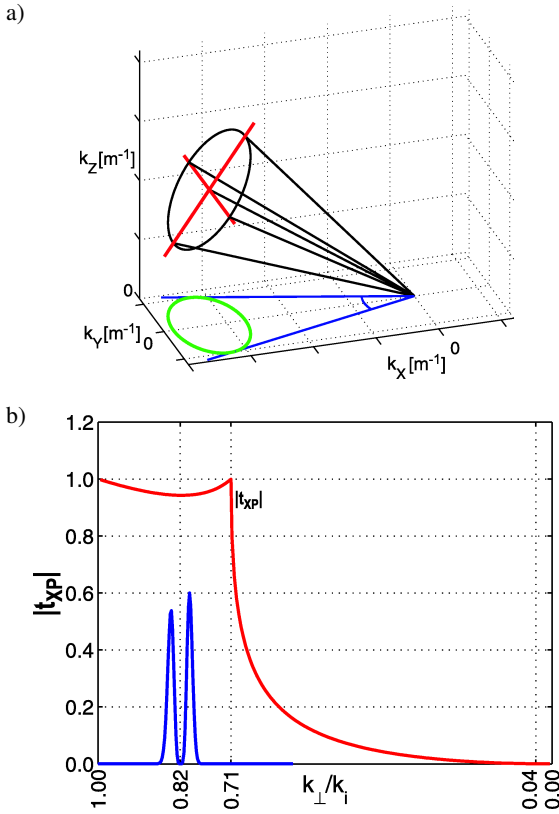 a)
k_Z[m⁻¹]
0
k_Y[m⁻¹] 0
0
k_X[m⁻¹]
b)
1.2
1.0
|t_XP|
0.8
|t_XP|
0.6
0.4
0.2
0.0
1.00 0.82 0.71 k_⊥/k_i 0.04 0.00